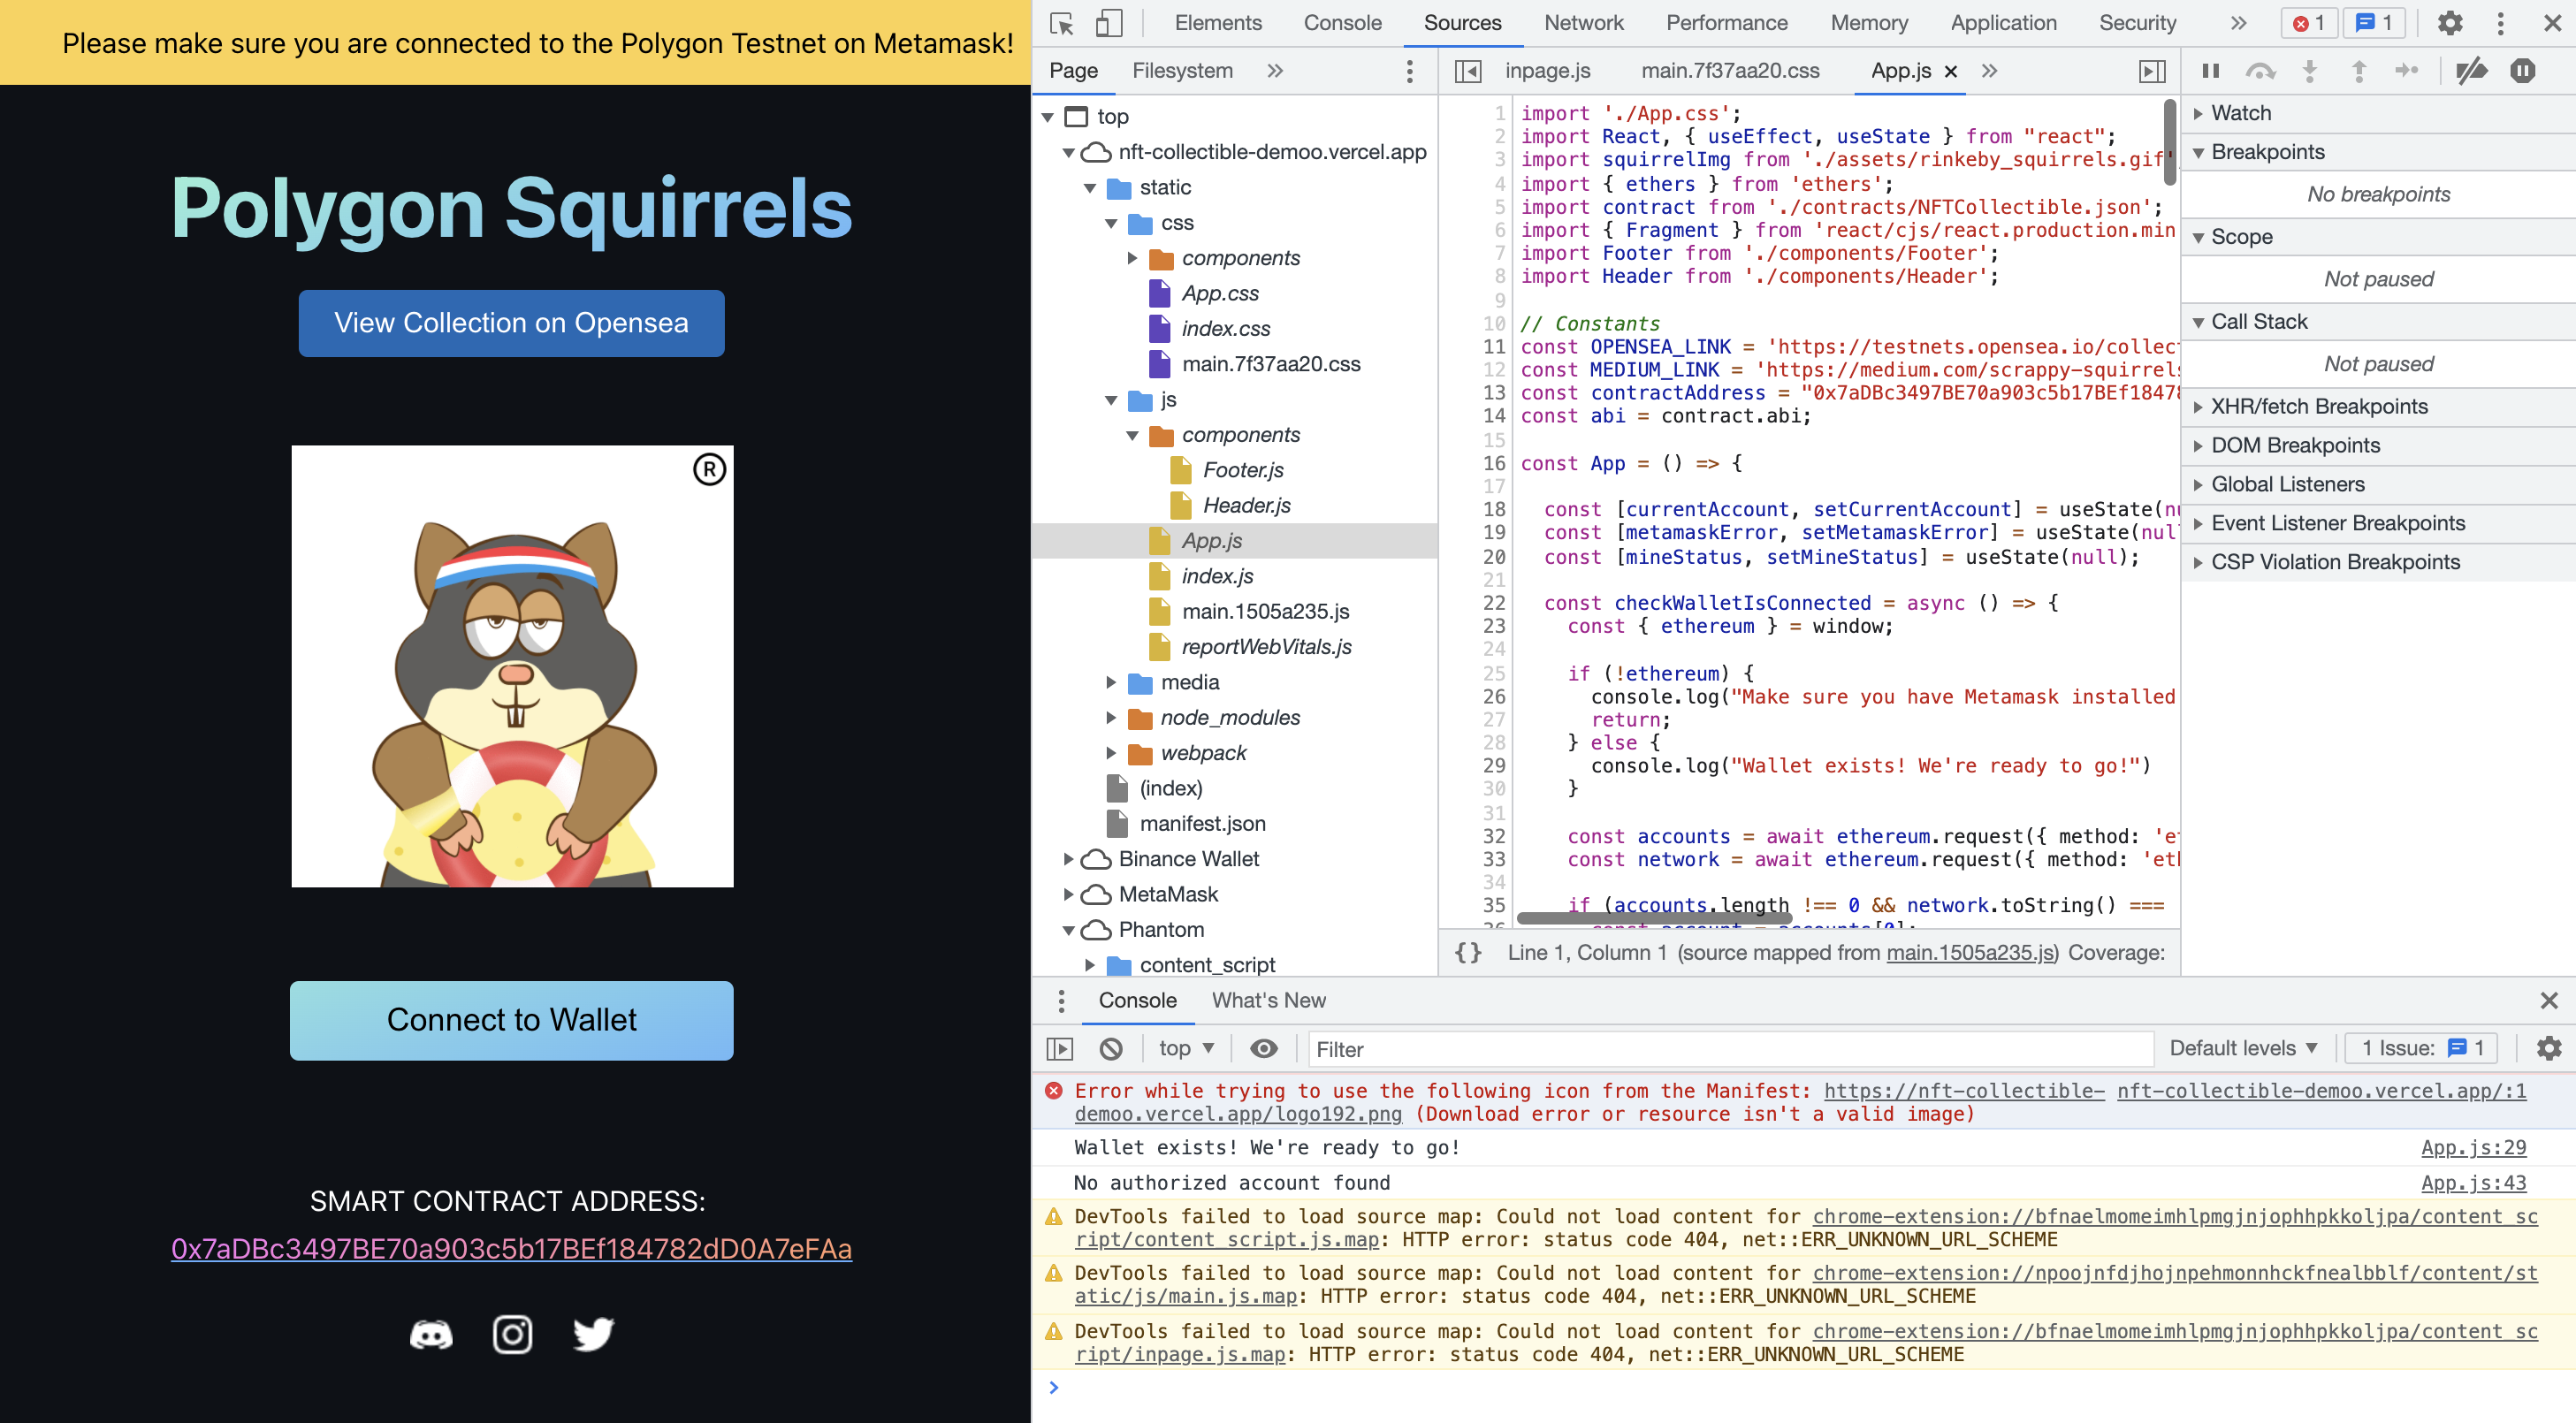 Please make sure you are connected to the Polygon Testnet on Metamask!
Polygon Squirrels
View Collection on Opensea
R
Connect to Wallet
SMART CONTRACT ADDRESS:
0x7aDBc3497BE70a903c5b17BEf184782dD0A7eFAa
Elements Console Sources Network Performance Memory Application Security » 1 1
Page Filesystem »
inpage.js main.7f37aa20.css App.js × »
top
nft-collectible-demoo.vercel.app
static
css
components
App.css
index.css
main.7f37aa20.css
js
components
Footer.js
Header.js
App.js
index.js
main.1505a235.js
reportWebVitals.js
media
node_modules
webpack
(index)
manifest.json
Binance Wallet
MetaMask
Phantom
content_script
1 import './App.css';
2 import React, { useEffect, useState } from "react";
3 import squirrelImg from './assets/rinkeby_squirrels.gif'
4 import { ethers } from 'ethers';
5 import contract from './contracts/NFTCollectible.json';
6 import { Fragment } from 'react/cjs/react.production.min
7 import Footer from './components/Footer';
8 import Header from './components/Header';
9
10 // Constants
11 const OPENSEA_LINK = 'https://testnets.opensea.io/collec
12 const MEDIUM_LINK = 'https://medium.com/scrappy-squirrels
13 const contractAddress = "0x7aDBc3497BE70a903c5b17BEf18478
14 const abi = contract.abi;
15
16 const App = () => {
17
18 const [currentAccount, setCurrentAccount] = useState(nu
19 const [metamaskError, setMetamaskError] = useState(nul
20 const [mineStatus, setMineStatus] = useState(null);
21
22 const checkWalletIsConnected = async () => {
23 const { ethereum } = window;
24
25 if (!ethereum) {
26 console.log("Make sure you have Metamask installed
27 return;
28 } else {
29 console.log("Wallet exists! We're ready to go!")
30 }
31
32 const accounts = await ethereum.request({ method: 'et
33 const network = await ethereum.request({ method: 'eth
34
35 if (accounts.length !== 0 && network.toString() ===
36 const account = accounts[0];
{} Line 1, Column 1 (source mapped from main.1505a235.js) Coverage:
Watch
Breakpoints
No breakpoints
Scope
Not paused
Call Stack
Not paused
XHR/fetch Breakpoints
DOM Breakpoints
Global Listeners
Event Listener Breakpoints
CSP Violation Breakpoints
Console What's New
top Filter Default levels 1 Issue: 1
Error while trying to use the following icon from the Manifest: https://nft-collectible- nft-collectible-demoo.vercel.app/:1
demoo.vercel.app/logo192.png (Download error or resource isn't a valid image)
Wallet exists! We're ready to go! App.js:29
No authorized account found App.js:43
DevTools failed to load source map: Could not load content for chrome-extension://bfnaelmomeimhlpmgjnjophhpkkoljpa/content_sc
ript/content_script.js.map: HTTP error: status code 404, net::ERR_UNKNOWN_URL_SCHEME
DevTools failed to load source map: Could not load content for chrome-extension://npoojnfdjhojnpehmonnhckfnealbblf/content/st
atic/js/main.js.map: HTTP error: status code 404, net::ERR_UNKNOWN_URL_SCHEME
DevTools failed to load source map: Could not load content for chrome-extension://bfnaelmomeimhlpmgjnjophhpkkoljpa/content_sc
ript/inpage.js.map: HTTP error: status code 404, net::ERR_UNKNOWN_URL_SCHEME